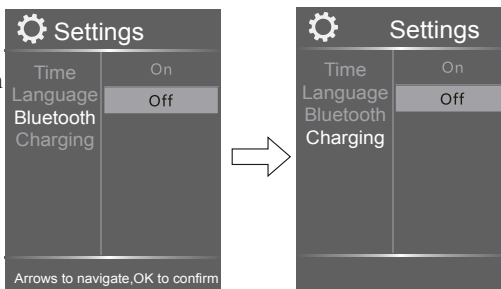 Settings
Time
Language
Bluetooth
Charging
On
Off
Arrows to navigate,OK to confirm
Settings
Time
Language
Bluetooth
Charging
On
Off